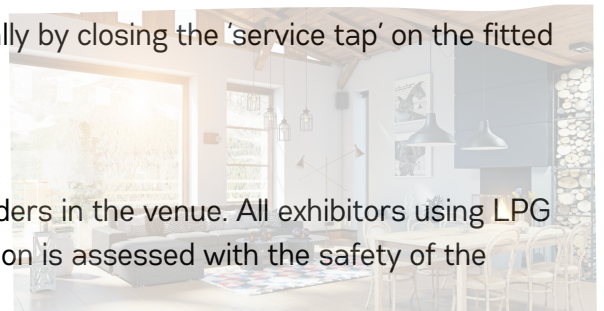 lly by closing the ‘service tap’ on the fitted
ders in the venue. All exhibitors using LPG
on is assessed with the safety of the